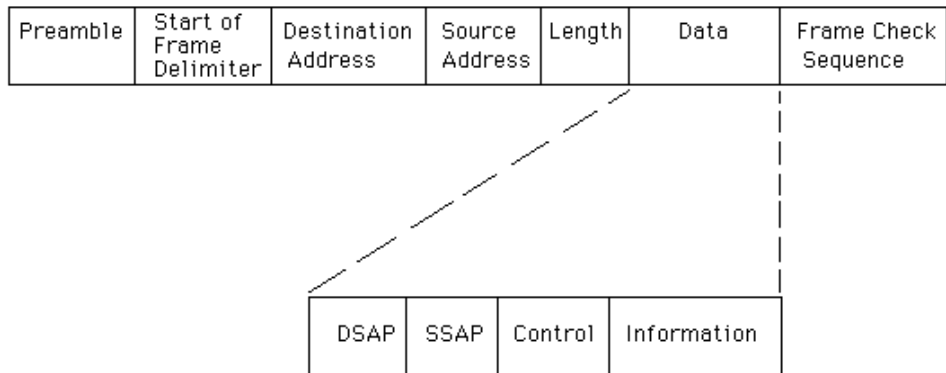 Preamble
Start of
Frame
Delimiter
Destination
Address
Source
Address
Length
Data
Frame Check
Sequence
DSAP
SSAP
Control
Information